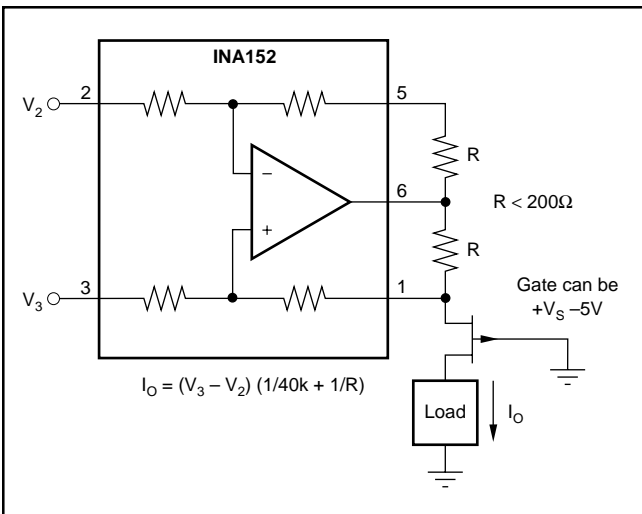 INA152
V2 2 5
R
−
6 R < 200Ω
+
R
V3 3 1 Gate can be
+VS –5V
IO = (V3 – V2) (1/40k + 1/R)
Load IO